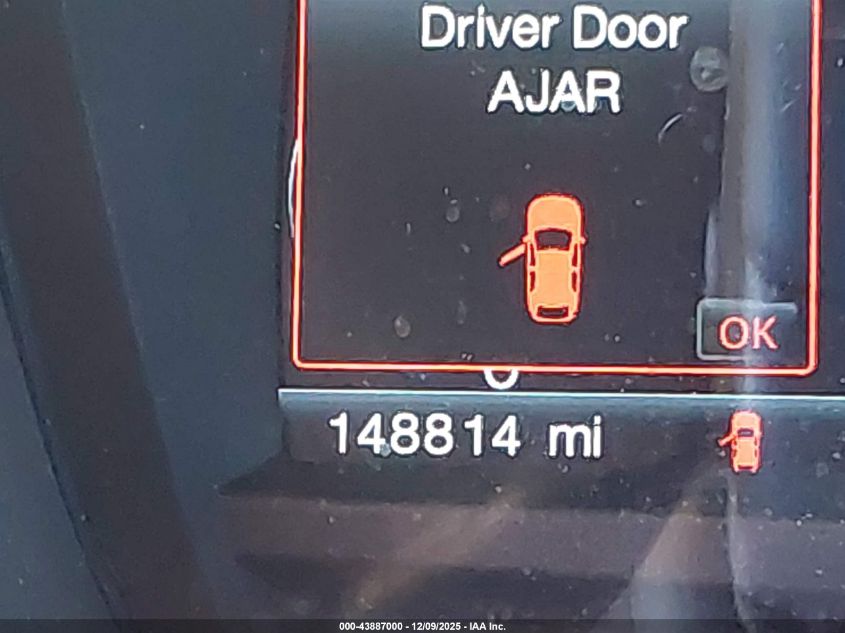 Driver Door
AJAR
OK
148814 mi
000-43887000 - 12/09/2025 - IAA Inc.